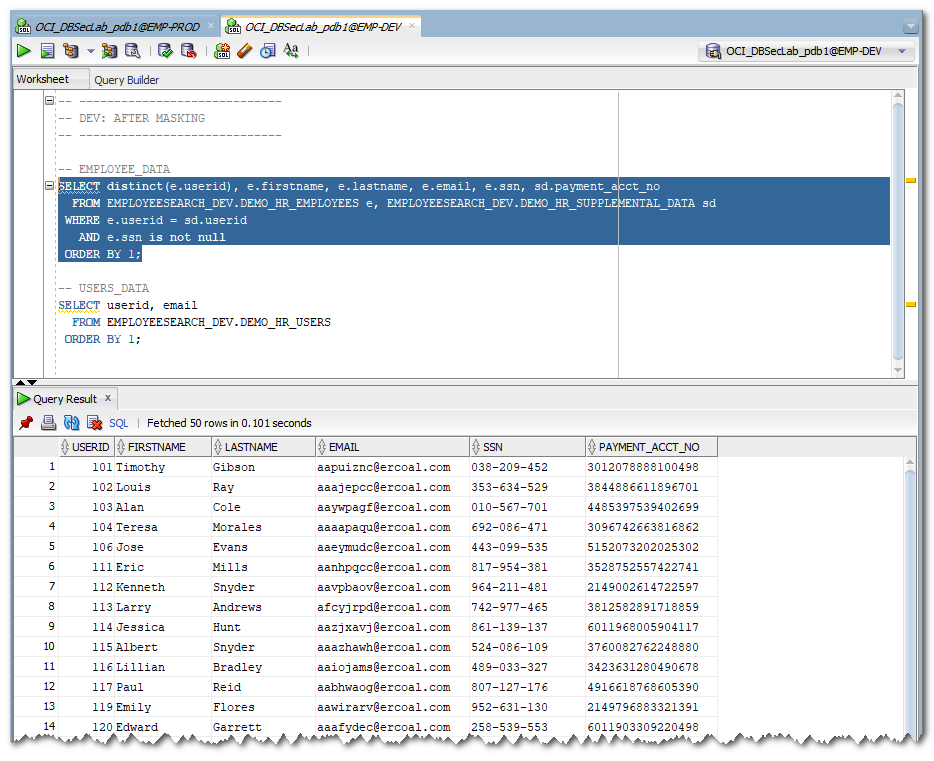 OCI_DBSecLab_pdb1@EMP-PROD × OCI_DBSecLab_pdb1@EMP-DEV ×
Aa OCI_DBSecLab_pdb1@EMP-DEV
Worksheet Query Builder
-- -----------------------------
-- DEV: AFTER MASKING
-- -----------------------------
-- EMPLOYEE_DATA
SELECT distinct(e.userid), e.firstname, e.lastname, e.email, e.ssn, sd.payment_acct_no
FROM EMPLOYEESEARCH_DEV.DEMO_HR_EMPLOYEES e, EMPLOYEESEARCH_DEV.DEMO_HR_SUPPLEMENTAL_DATA sd
WHERE e.userid = sd.userid
AND e.ssn is not null
ORDER BY 1;
-- USERS_DATA
SELECT userid, email
FROM EMPLOYEESEARCH_DEV.DEMO_HR_USERS
ORDER BY 1;
Query Result ×
SQL | Fetched 50 rows in 0.101 seconds
USERID FIRSTNAME LASTNAME EMAIL SSN PAYMENT_ACCT_NO
1 101 Timothy Gibson aapuiznc@ercoal.com 038-209-452 3012078888100498
2 102 Louis Ray aaajepcc@ercoal.com 353-634-529 3844886611896701
3 103 Alan Cole aaywpagf@ercoal.com 010-567-701 4485397539402699
4 104 Teresa Morales aaaapaqu@ercoal.com 692-086-471 3096742663816862
5 106 Jose Evans aaeymudc@ercoal.com 443-099-535 5152073202025302
6 111 Eric Mills aanhpqcc@ercoal.com 817-954-381 3528752557422741
7 112 Kenneth Snyder aavpbaov@ercoal.com 964-211-481 2149002614722597
8 113 Larry Andrews afcyjrpd@ercoal.com 742-977-465 3812582891718859
9 114 Jessica Hunt aazjxavj@ercoal.com 861-139-137 6011968005904117
10 115 Albert Snyder aaazhawh@ercoal.com 524-086-109 3760082762248880
11 116 Lillian Bradley aaiojams@ercoal.com 489-033-327 3423631280490678
12 117 Paul Reid aabhwaog@ercoal.com 807-127-176 4916618768605390
13 119 Emily Flores aawirarv@ercoal.com 952-631-130 2149796883321391
14 120 Edward Garrett aaafydec@ercoal.com 258-539-553 6011903309220498